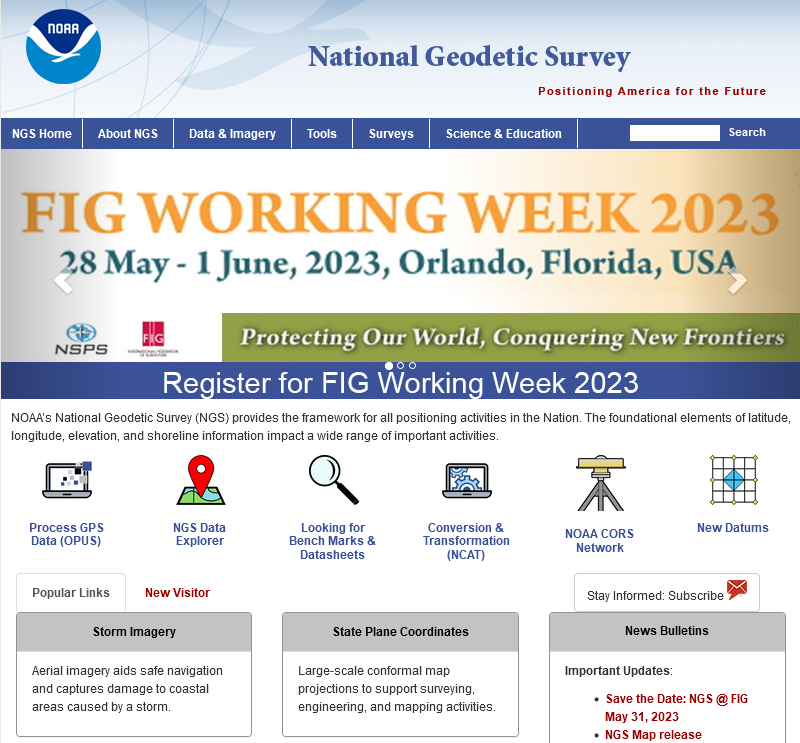 NOAA
National Geodetic Survey
Positioning America for the Future
NGS Home About NGS Data & Imagery Tools Surveys Science & Education Search
FIG WORKING WEEK 2023
28 May - 1 June, 2023, Orlando, Florida, USA
NSPS FIG
INTERNATIONAL FEDERATION
OF SURVEYORS
Protecting Our World, Conquering New Frontiers
Register for FIG Working Week 2023
NOAA's National Geodetic Survey (NGS) provides the framework for all positioning activities in the Nation. The foundational elements of latitude,
longitude, elevation, and shoreline information impact a wide range of important activities.
Process GPS
Data (OPUS)
NGS Data
Explorer
Looking for
Bench Marks &
Datasheets
Conversion &
Transformation
(NCAT)
NOAA CORS
Network
New Datums
Popular Links New Visitor
Stay Informed: Subscribe
Storm Imagery
Aerial imagery aids safe navigation
and captures damage to coastal
areas caused by a storm.
State Plane Coordinates
Large-scale conformal map
projections to support surveying,
engineering, and mapping activities.
News Bulletins
Important Updates:
• Save the Date: NGS @ FIG
May 31, 2023
• NGS Map release